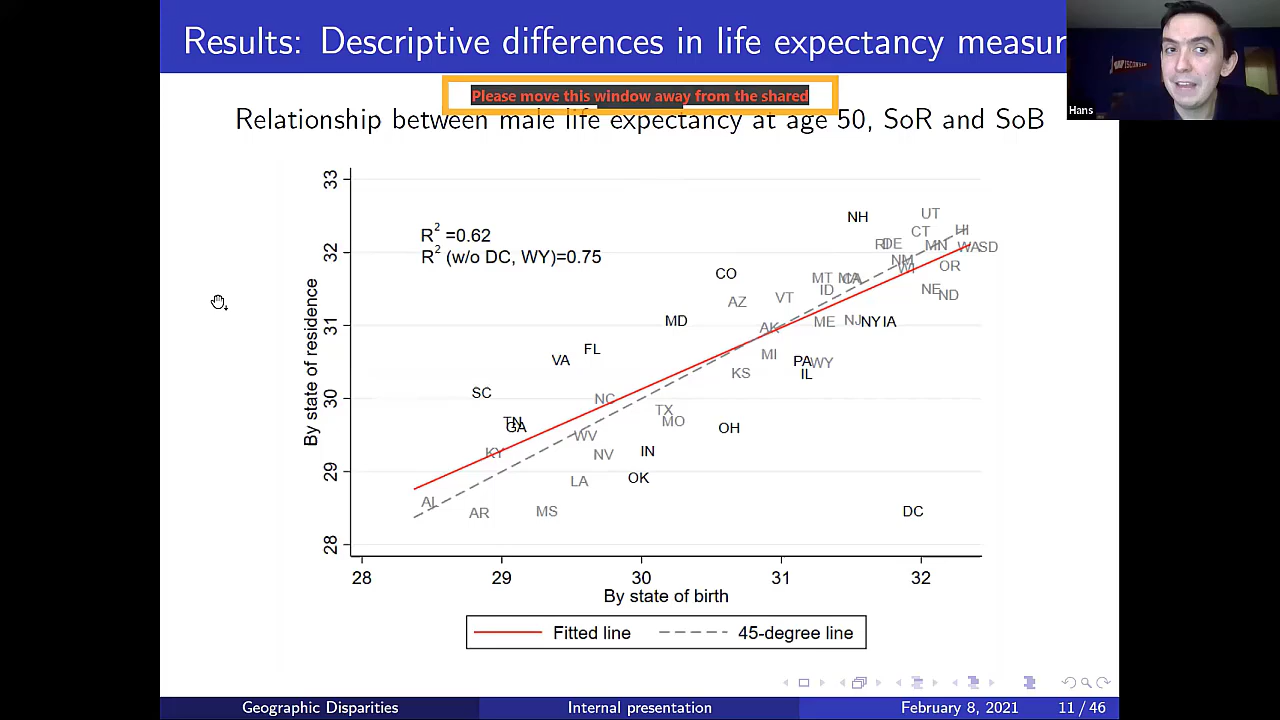 Results: Descriptive differences in life expectancy measur
Please move this window away from the shared
Hans
Relationship between male life expectancy at age 50, SoR and SoB
R² =0.62
R² (w/o DC, WY)=0.75
By state of residence
33
32
31
30
29
28
NH
UT
CT
HI
RI
DE
MN
WA
SD
NM
WI
OR
CO
MT
MA
CA
ID
NE
ND
AZ
VT
MD
AK
ME
NJ
NY
IA
VA
FL
MI
PA
WY
KS
IL
SC
NC
TX
MO
TN
GA
OH
WV
KY
NV
IN
LA
OK
AL
AR
MS
DC
28 29 30 31 32
By state of birth
Fitted line
45-degree line
Geographic Disparities
Internal presentation
February 8, 2021
11 / 46